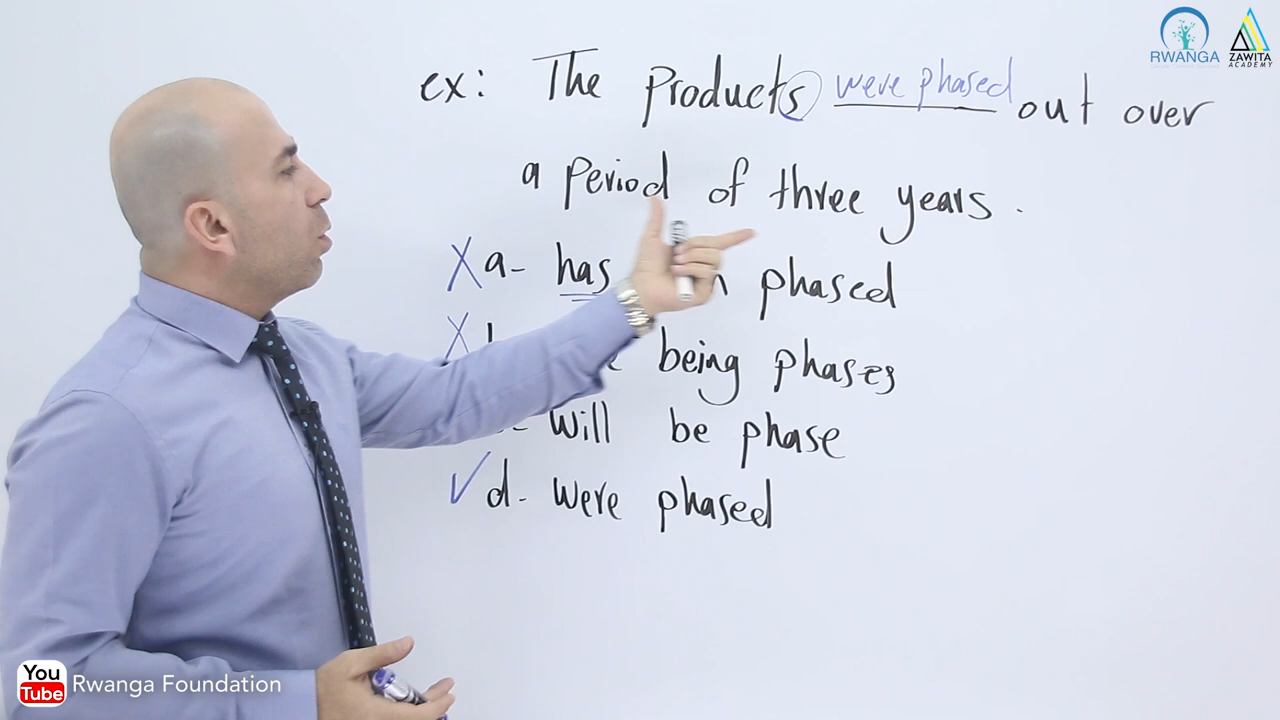 RWANGA
ZAWITA
ACADEMY
ex: The Products were phased out over
a period of three years.
X a- has phased
X being phases
will be phase
✓ d- were phased
You
Tube
Rwanga Foundation